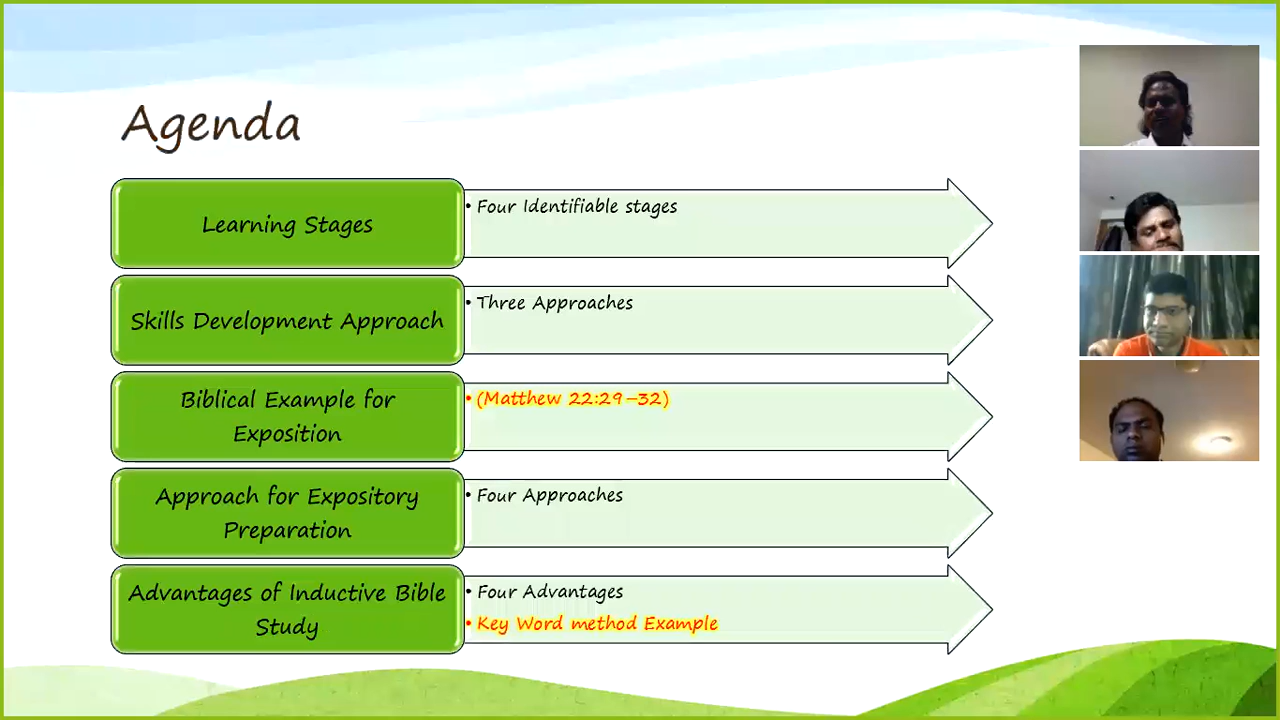 Agenda
Learning Stages
• Four Identifiable stages
Skills Development Approach
• Three Approaches
Biblical Example for
Exposition
• (Matthew 22:29–32)
Approach for Expository
Preparation
• Four Approaches
Advantages of Inductive Bible
Study
• Four Advantages
• Key Word method Example